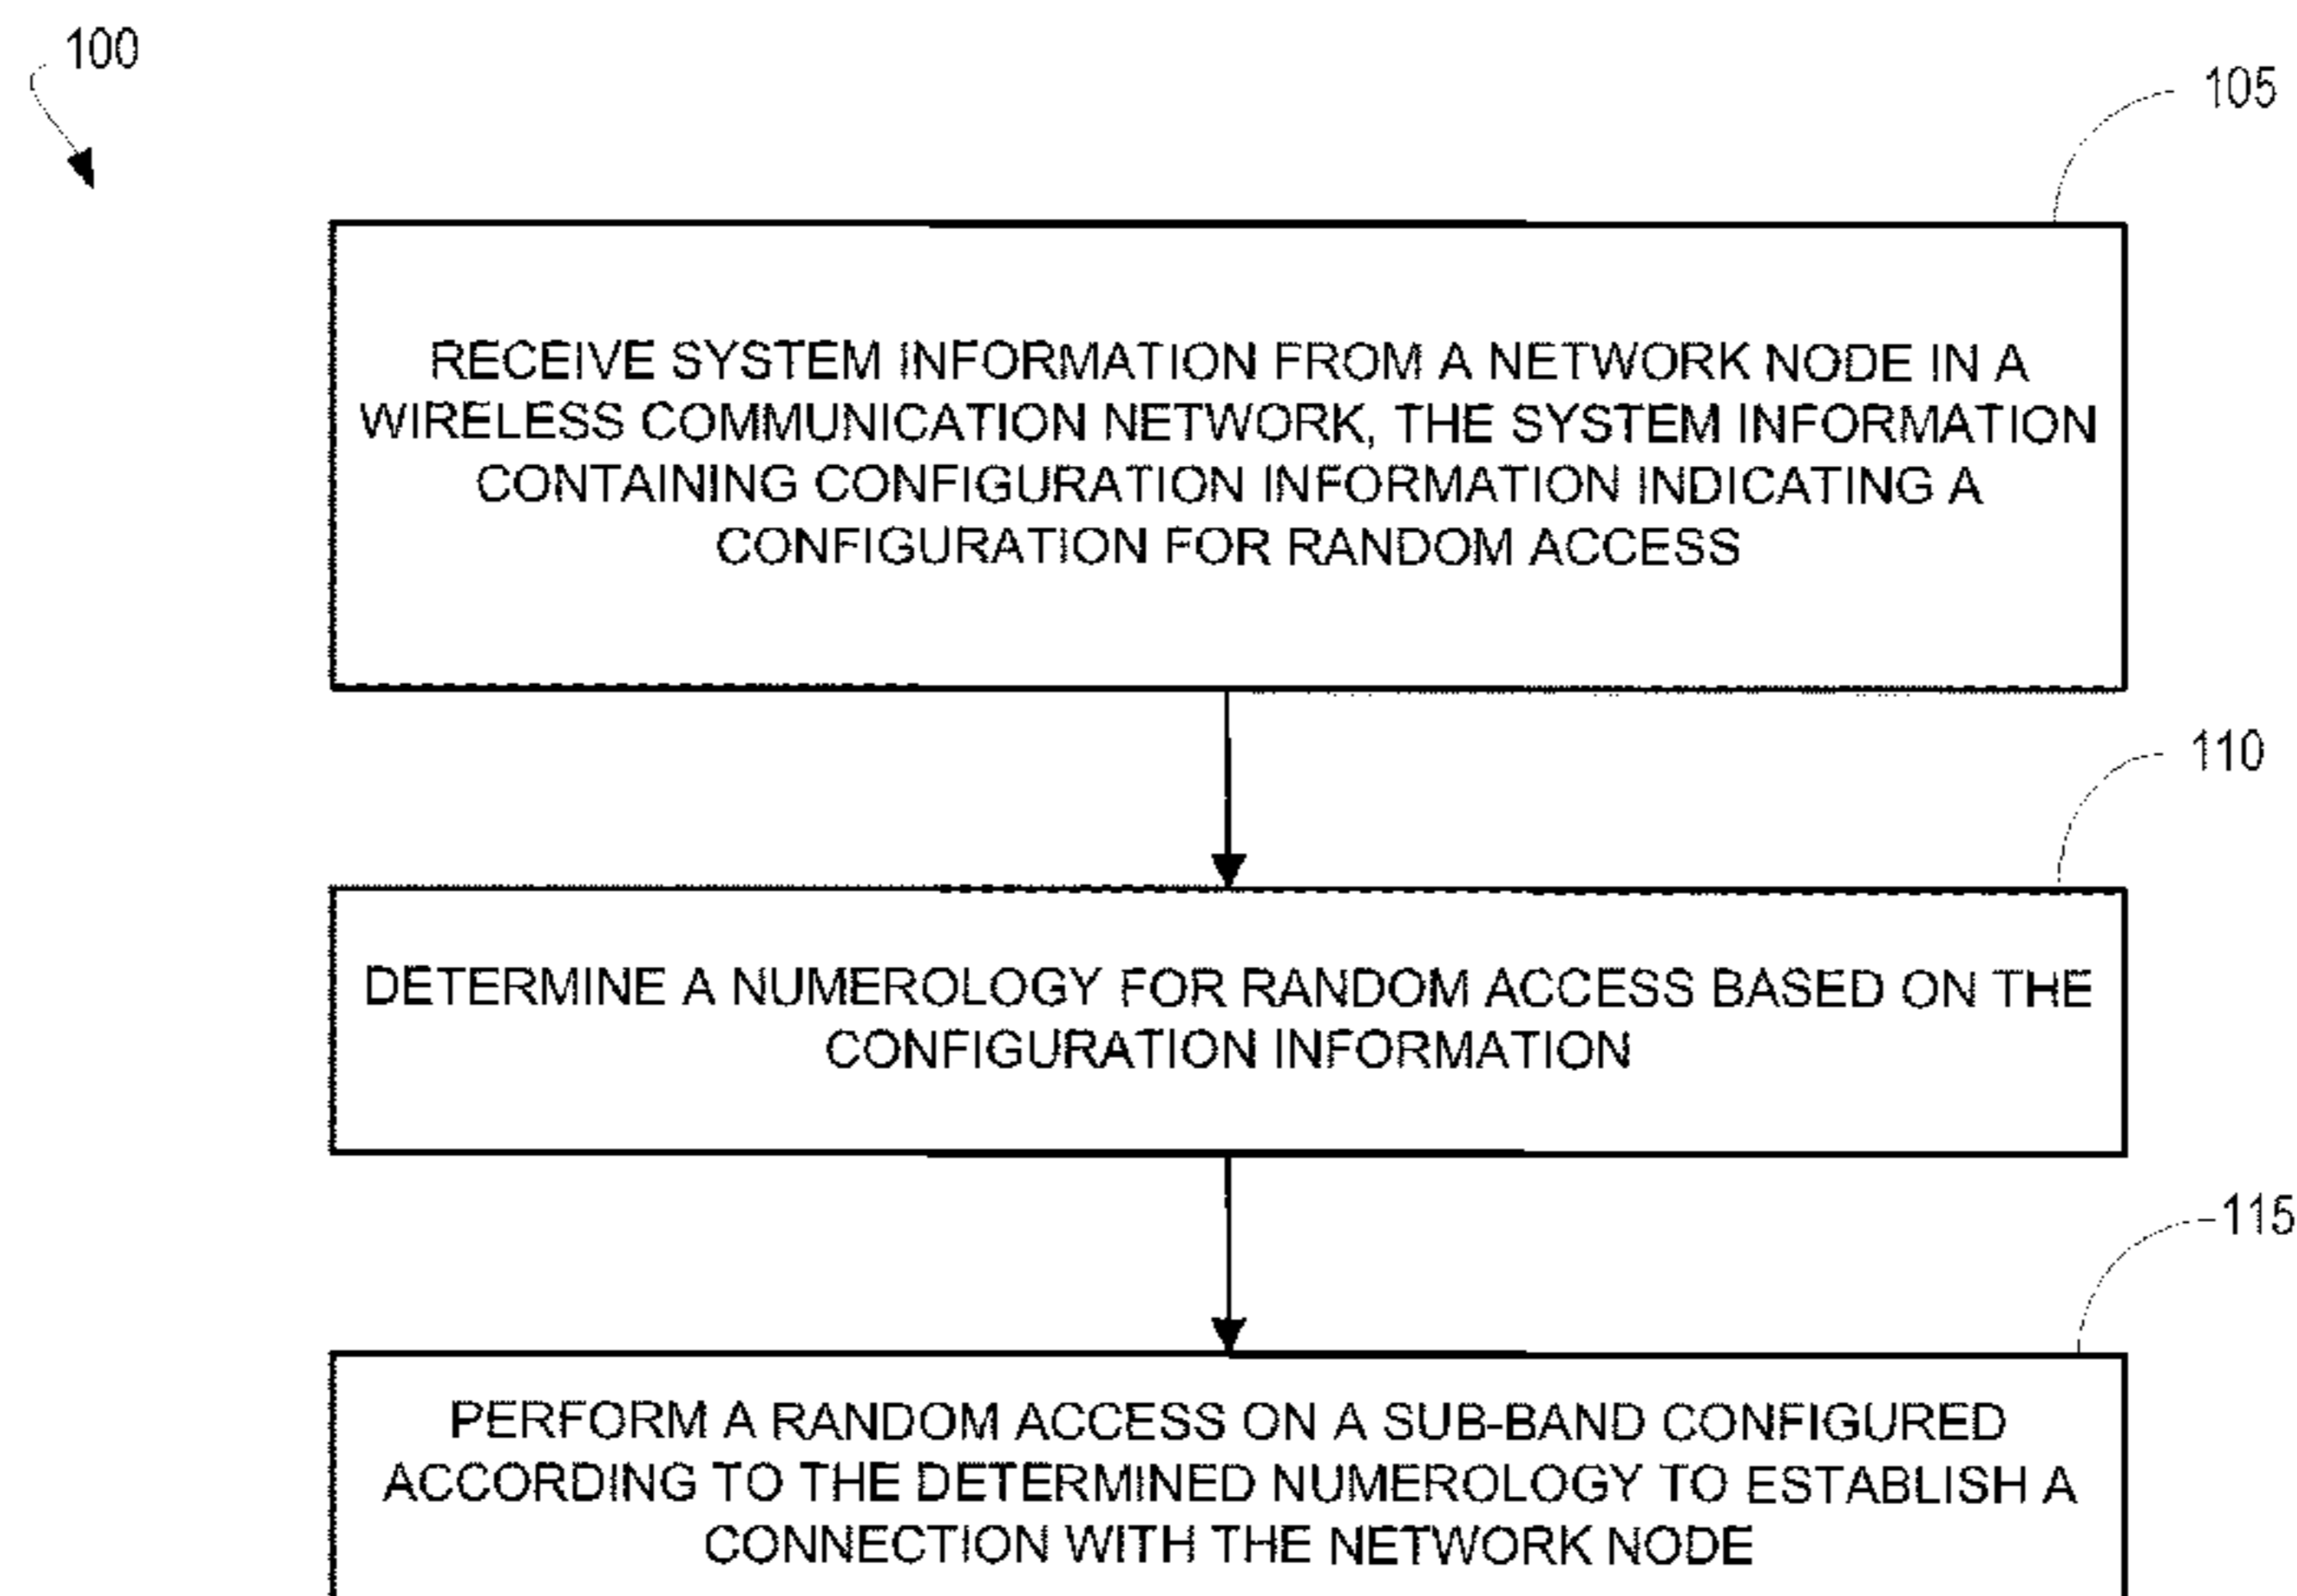 100
105
RECEIVE SYSTEM INFORMATION FROM A NETWORK NODE IN A
WIRELESS COMMUNICATION NETWORK, THE SYSTEM INFORMATION
CONTAINING CONFIGURATION INFORMATION INDICATING A
CONFIGURATION FOR RANDOM ACCESS
110
DETERMINE A NUMEROLOGY FOR RANDOM ACCESS BASED ON THE
CONFIGURATION INFORMATION
115
PERFORM A RANDOM ACCESS ON A SUB-BAND CONFIGURED
ACCORDING TO THE DETERMINED NUMEROLOGY TO ESTABLISH A
CONNECTION WITH THE NETWORK NODE